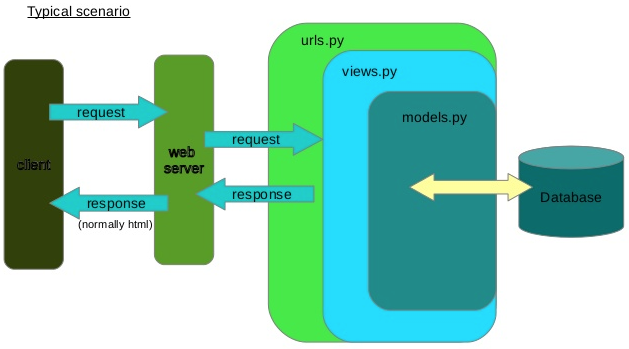 Typical scenario
urls.py
views.py
models.py
request
request
client
web
server
response
response
(normally html)
Database